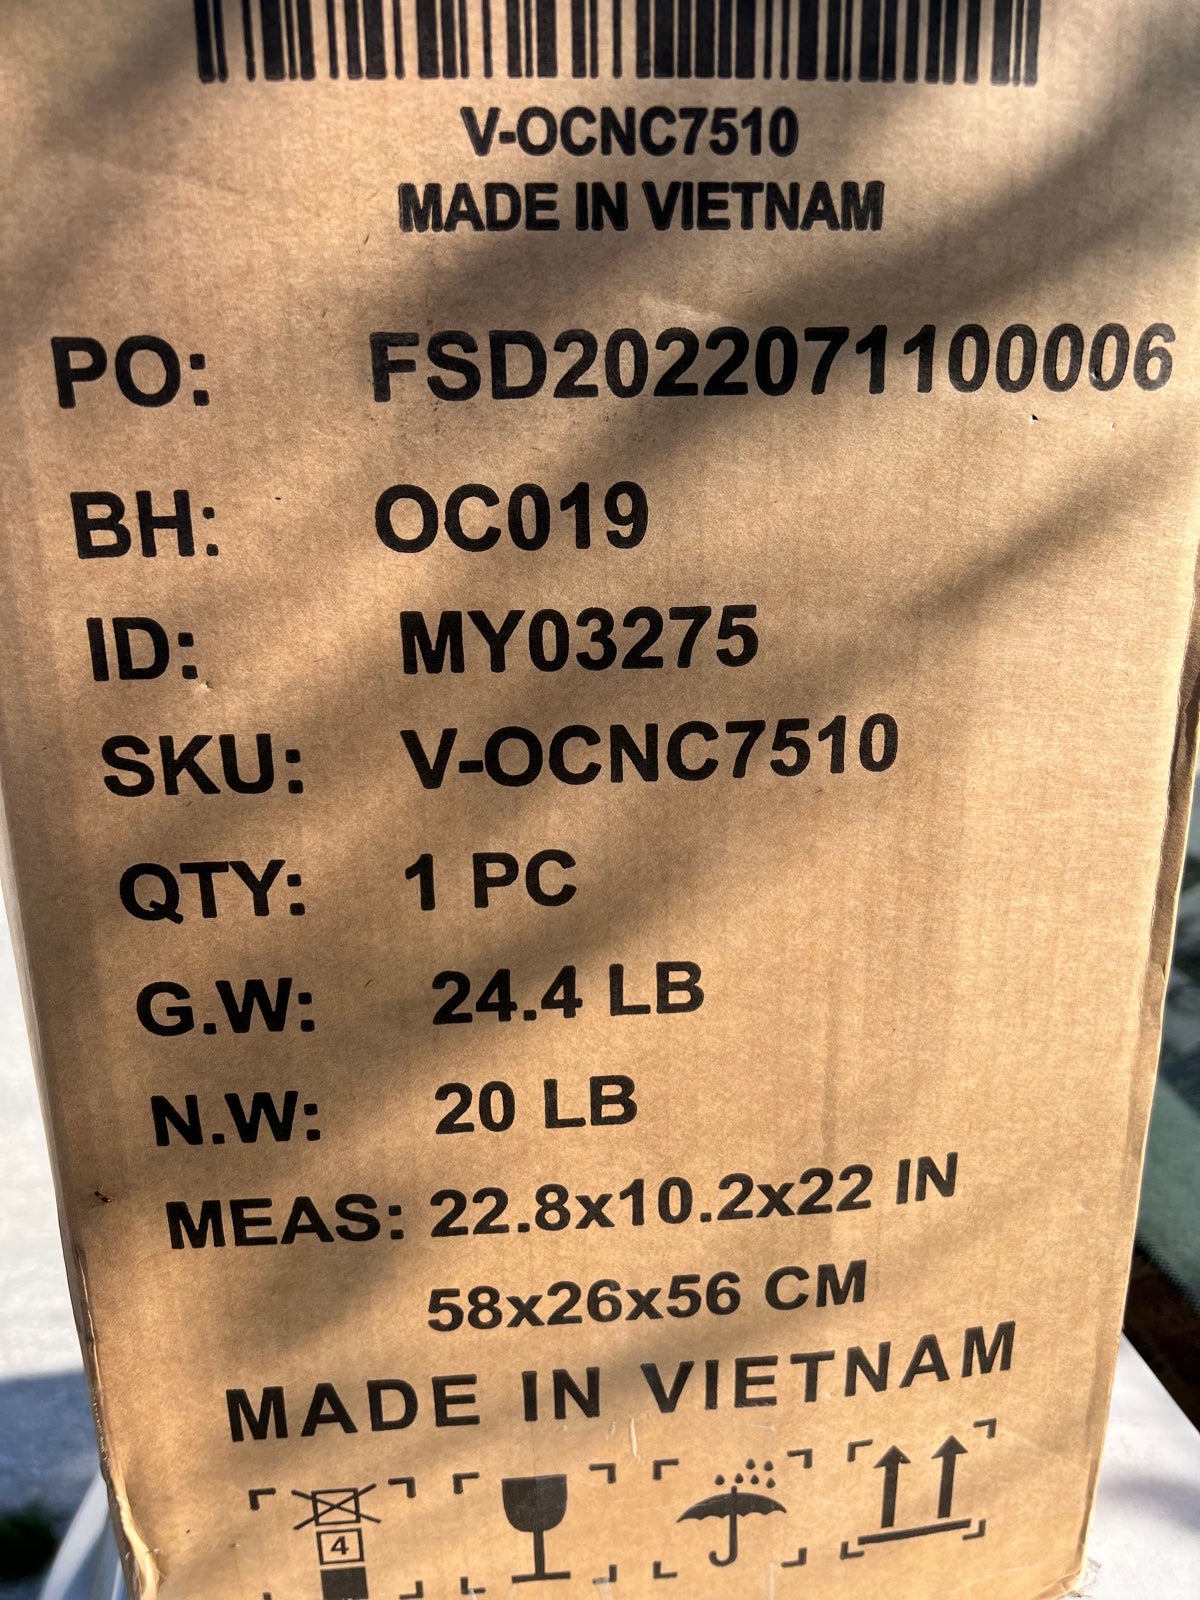 V-OCNC7510
MADE IN VIETNAM
PO: FSD2022071100006
BH: OC019
ID: MY03275
SKU: V-OCNC7510
QTY: 1 PC
G.W: 24.4 LB
N.W: 20 LB
MEAS: 22.8x10.2x22 IN
58x26x56 CM
MADE IN VIETNAM
4